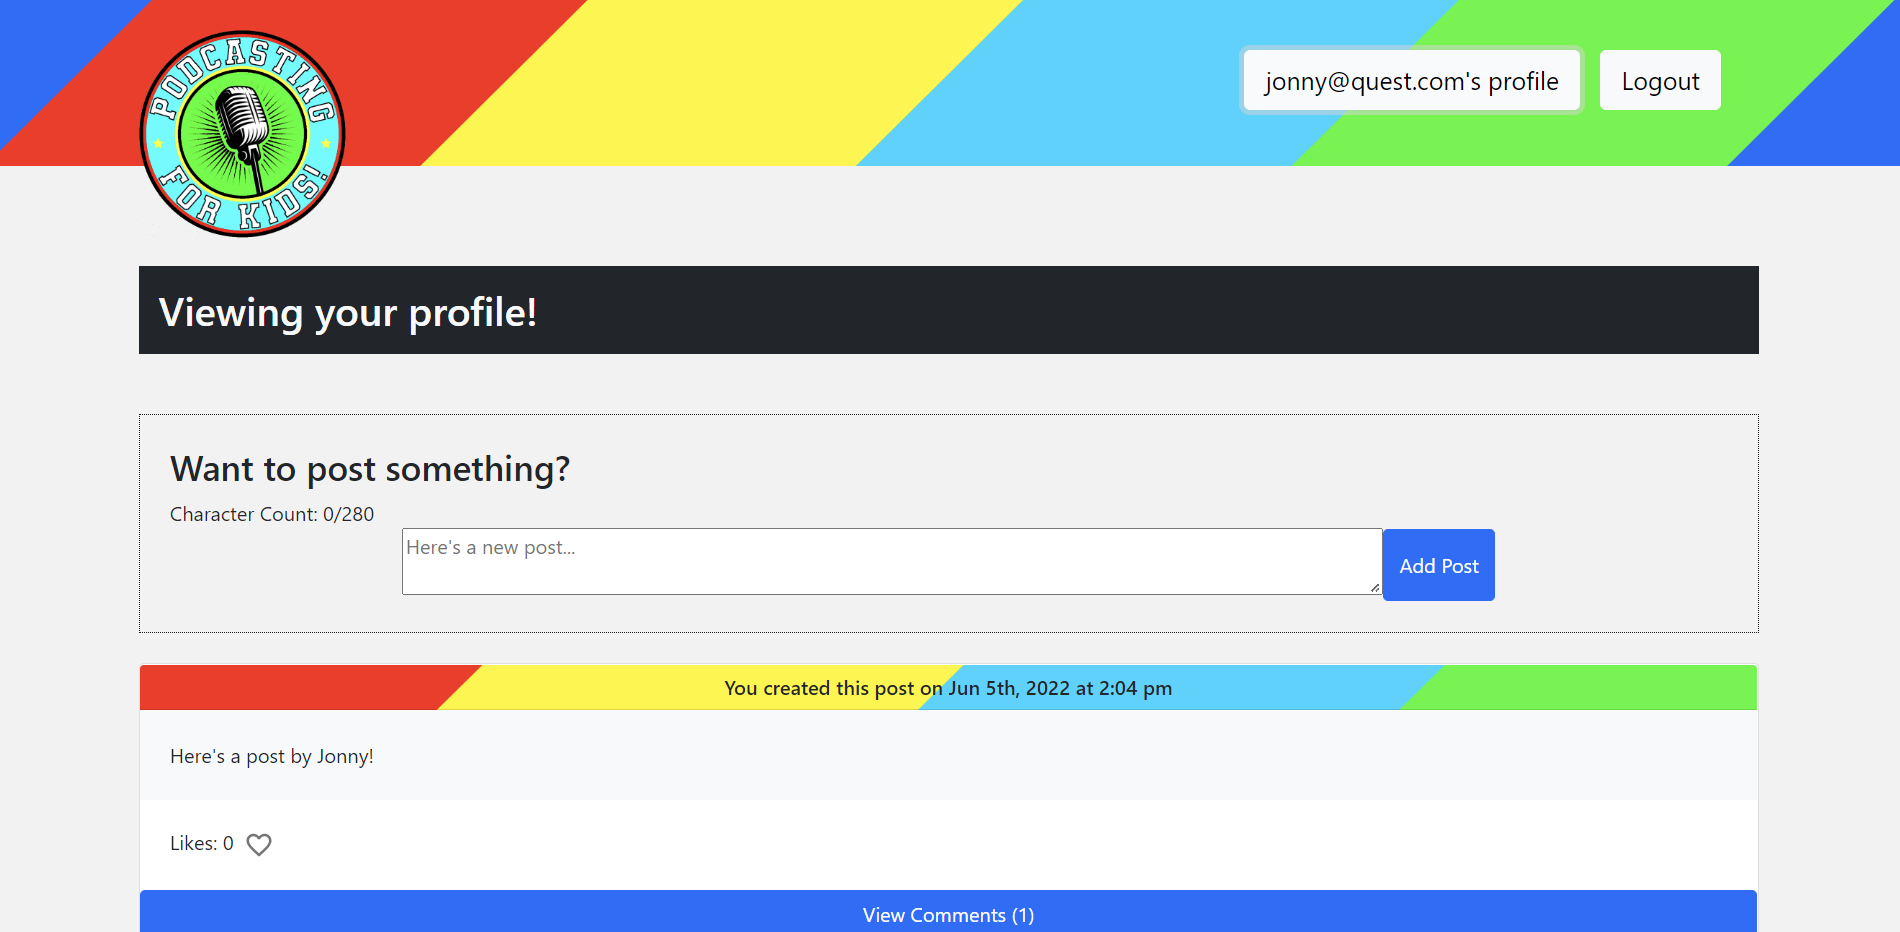 PODCASTING
FOR KIDS!
jonny@quest.com's profile
Logout
Viewing your profile!
Want to post something?
Character Count: 0/280
Here's a new post...
Add Post
You created this post on Jun 5th, 2022 at 2:04 pm
Here's a post by Jonny!
Likes: 0
View Comments (1)